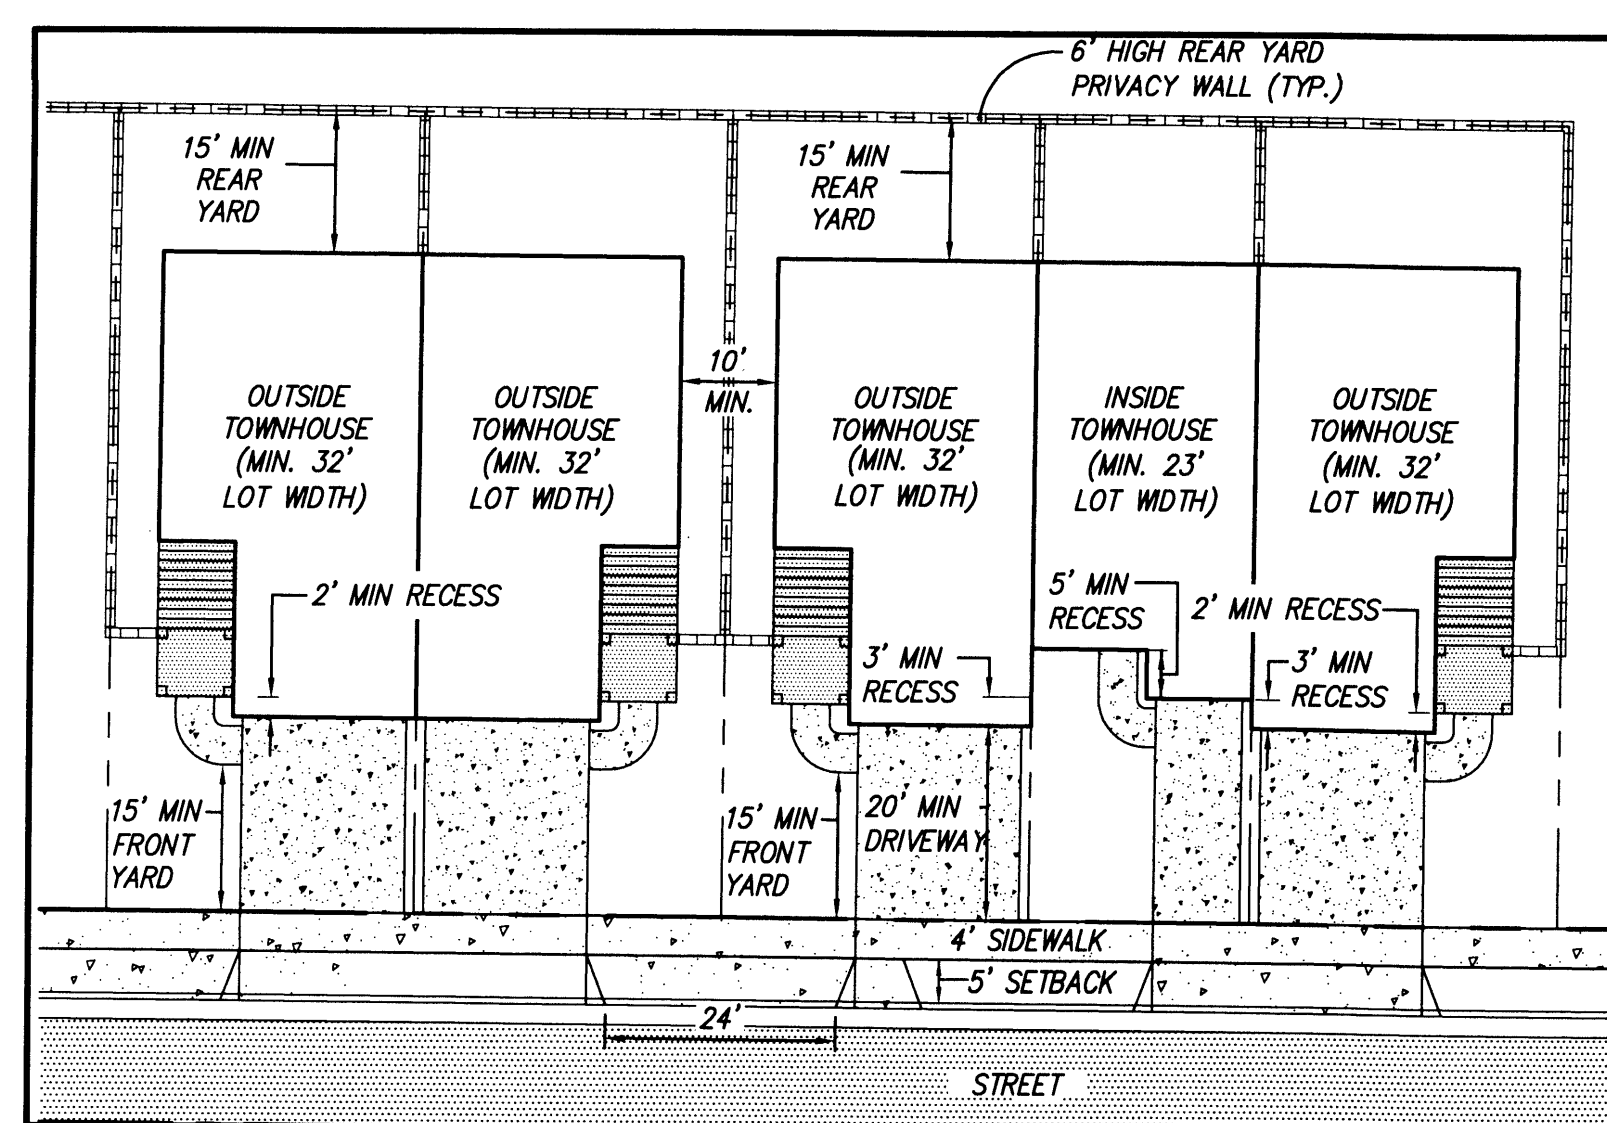 6' HIGH REAR YARD
PRIVACY WALL (TYP.)
15' MIN
REAR
YARD
15' MIN
REAR
YARD
10'
MIN.
OUTSIDE
TOWNHOUSE
(MIN. 32'
LOT WIDTH)
OUTSIDE
TOWNHOUSE
(MIN. 32'
LOT WIDTH)
OUTSIDE
TOWNHOUSE
(MIN. 32'
LOT WIDTH)
INSIDE
TOWNHOUSE
(MIN. 23'
LOT WIDTH)
OUTSIDE
TOWNHOUSE
(MIN. 32'
LOT WIDTH)
2' MIN RECESS
5' MIN
RECESS
2' MIN RECESS
3' MIN
RECESS
3' MIN
RECESS
15' MIN
FRONT
YARD
15' MIN
FRONT
YARD
20' MIN
DRIVEWAY
4' SIDEWALK
5' SETBACK
24'
STREET